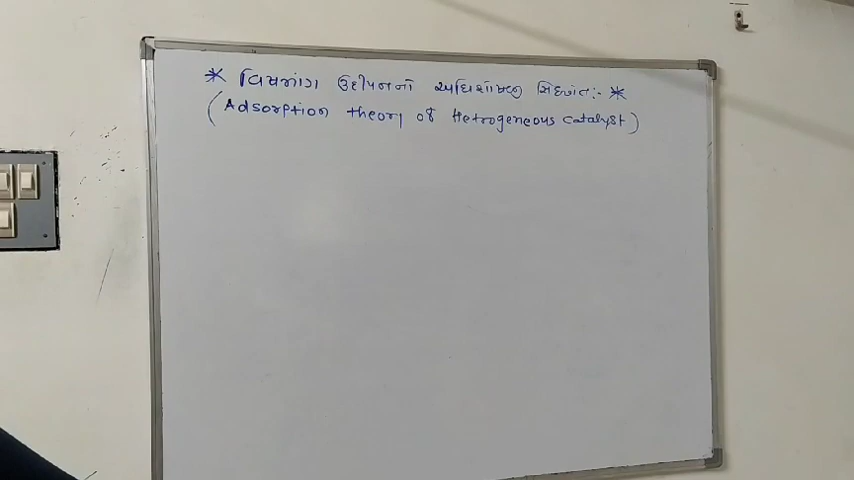 * વિષમાંગ ઉદ્દીપનનો અધિશોષણ સિદ્ધાંત:- *
(Adsorption theory of Hetrogeneous catalyst)